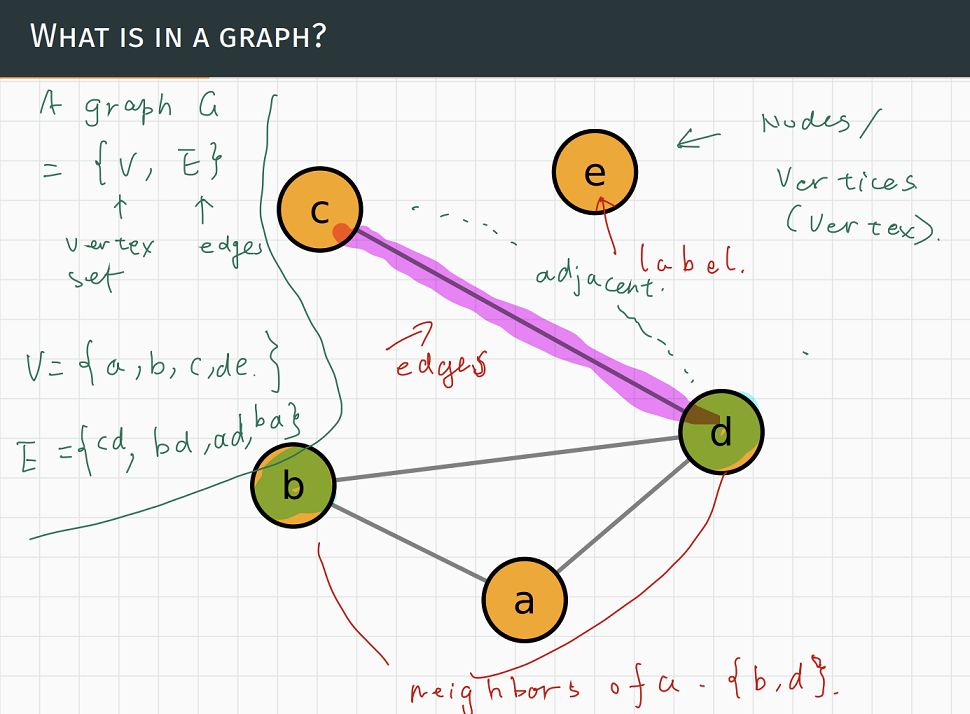 WHAT IS IN A GRAPH?
A graph G
= {V, E}
↑ ↑
vertex edges
set
V= {a,b,c,de.}
E ={cd, bd,ad,ba}
c
e
← Nodes/
Vertices
(Vertex).
label.
adjacent.
edges
d
b
a
neighbors of a - {b,d}.